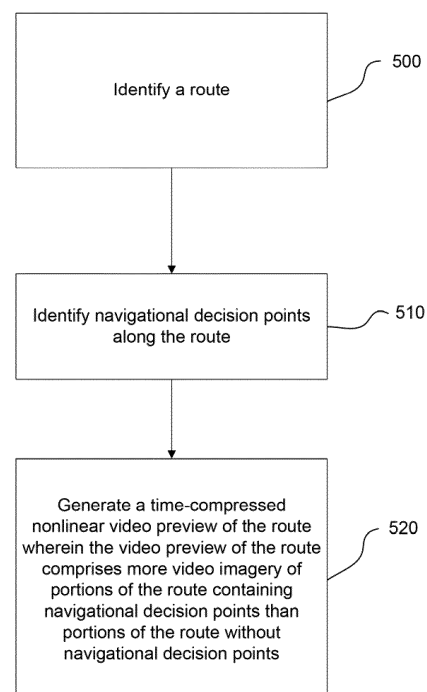 Identify a route
500
Identify navigational decision points
along the route
510
Generate a time-compressed
nonlinear video preview of the route
wherein the video preview of the route
comprises more video imagery of
portions of the route containing
navigational decision points than
portions of the route without
navigational decision points
520